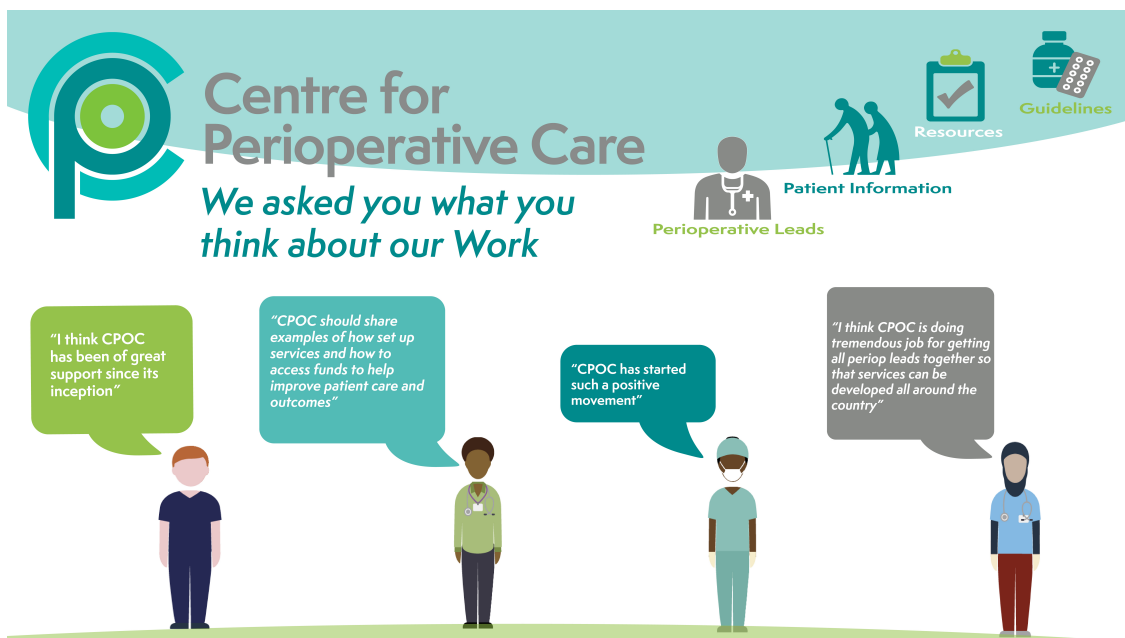 Centre for
Perioperative Care
We asked you what you
think about our Work
Guidelines
Resources
Patient Information
Perioperative Leads
“I think CPOC
has been of great
support since its
inception”
“CPOC should share
examples of how set up
services and how to
access funds to help
improve patient care and
outcomes”
“CPOC has started
such a positive
movement”
“I think CPOC is doing
tremendous job for getting
all periop leads together so
that services can be
developed all around the
country”